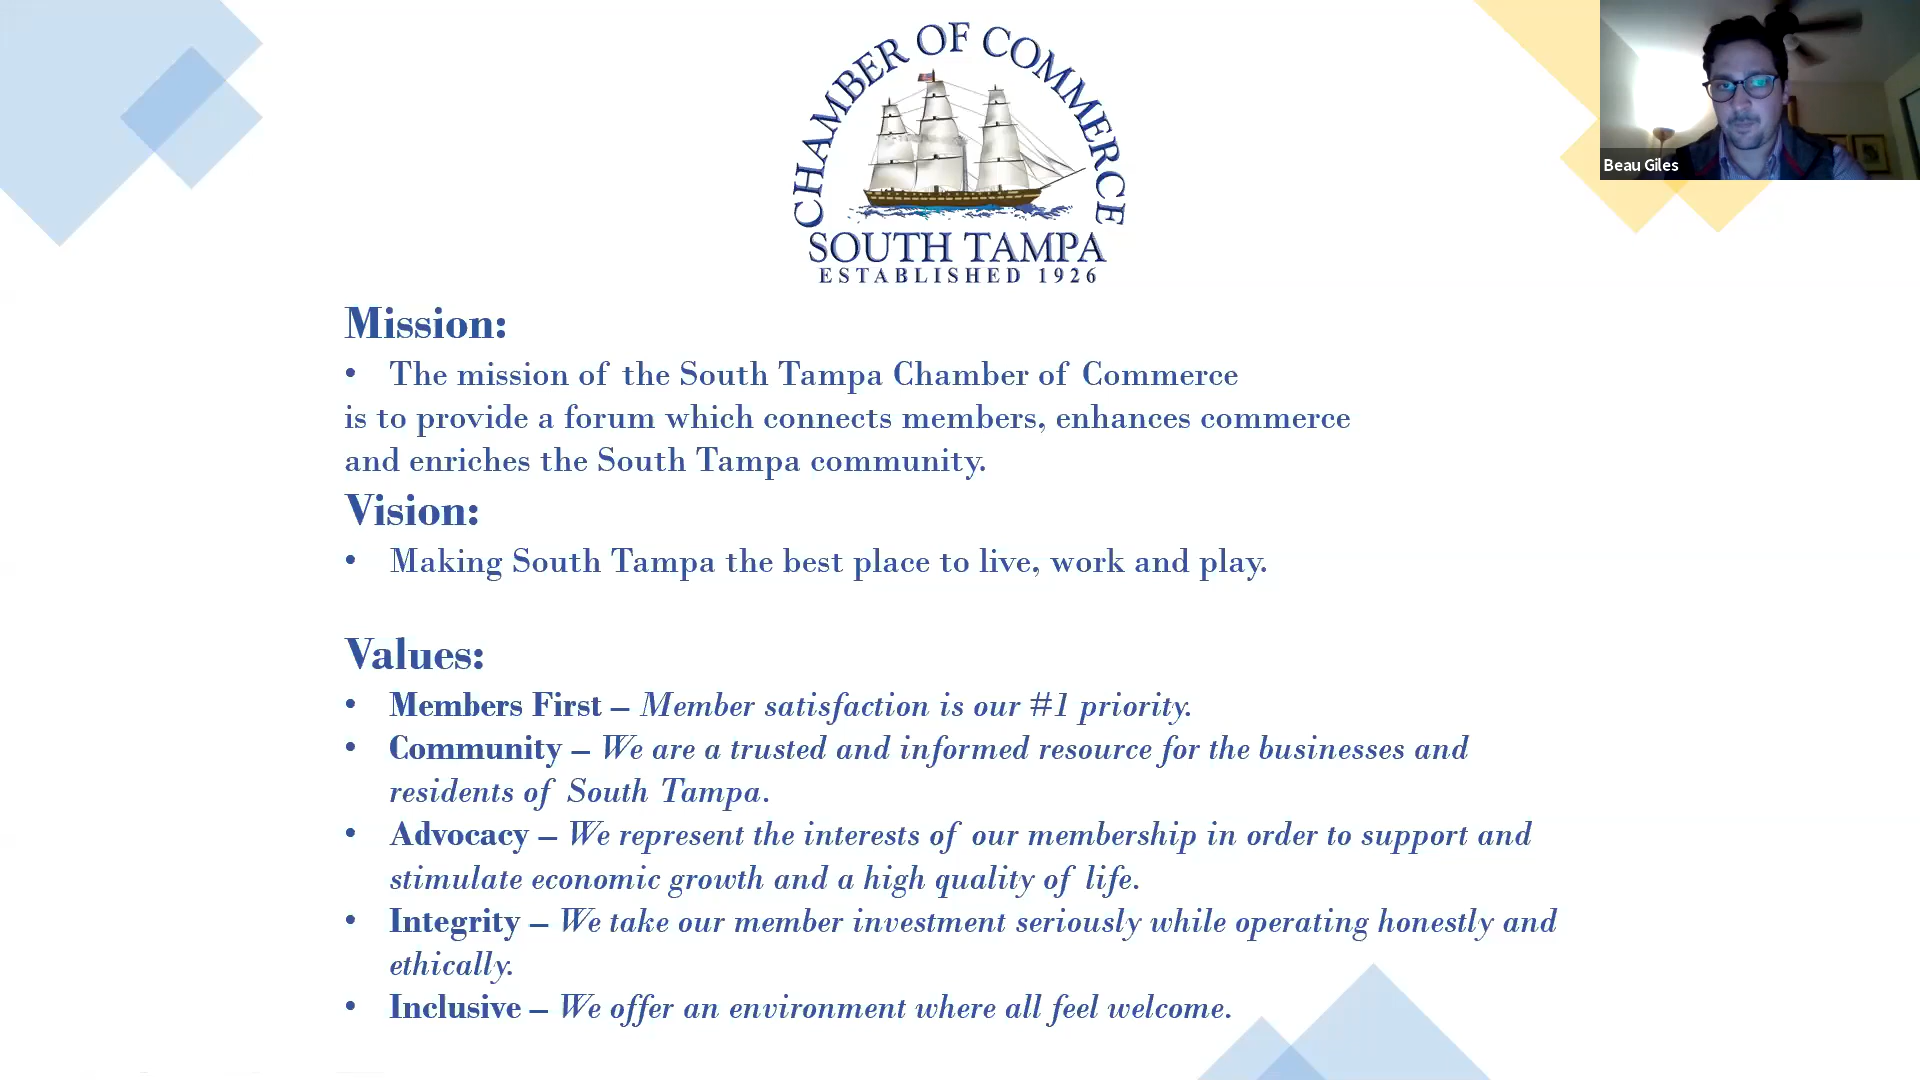 CHAMBER OF COMMERCE
SOUTH TAMPA
ESTABLISHED 1926
Beau Giles
Mission:
• The mission of the South Tampa Chamber of Commerce
is to provide a forum which connects members, enhances commerce
and enriches the South Tampa community.
Vision:
• Making South Tampa the best place to live, work and play.
Values:
• Members First – Member satisfaction is our #1 priority.
• Community – We are a trusted and informed resource for the businesses and
residents of South Tampa.
• Advocacy – We represent the interests of our membership in order to support and
stimulate economic growth and a high quality of life.
• Integrity – We take our member investment seriously while operating honestly and
ethically.
• Inclusive – We offer an environment where all feel welcome.